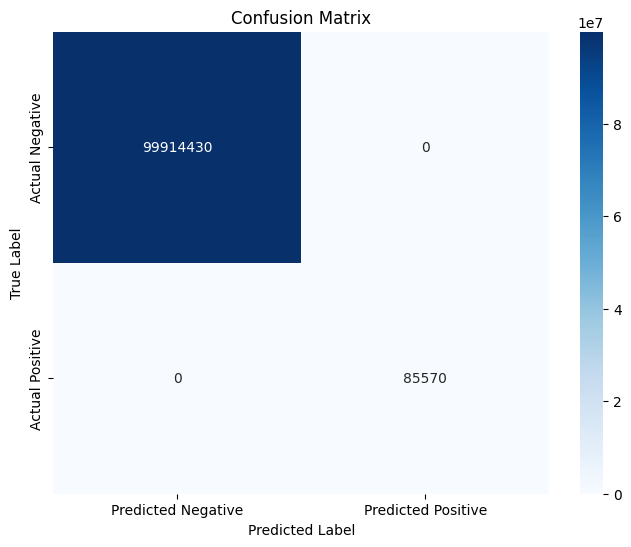 Confusion Matrix
1e7
Actual Negative
Actual Positive
True Label
99914430
0
0
85570
Predicted Negative
Predicted Positive
Predicted Label
8
6
4
2
0